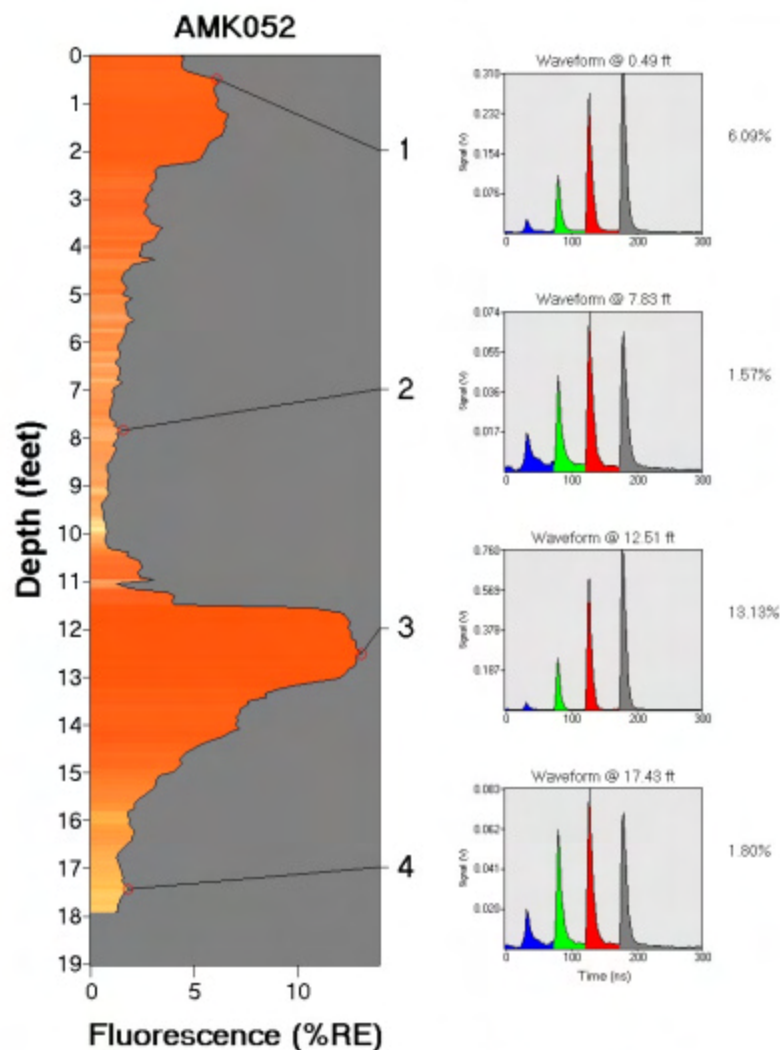 AMK052
Depth (feet)
0
1
2
3
4
5
6
7
8
9
10
11
12
13
14
15
16
17
18
19
0 5 10
Fluorescence (%RE)
1
2
3
4
Waveform @ 0.49 ft
Signal (V)
0.310
0.232
0.154
0.076
0 100 200 300
6.09%
Waveform @ 7.83 ft
Signal (V)
0.074
0.055
0.036
0.017
0 100 200 300
1.57%
Waveform @ 12.51 ft
Signal (V)
0.760
0.569
0.378
0.187
0 100 200 300
13.13%
Waveform @ 17.43 ft
Signal (V)
0.083
0.062
0.041
0.020
0 100 200 300
Time (ns)
1.80%